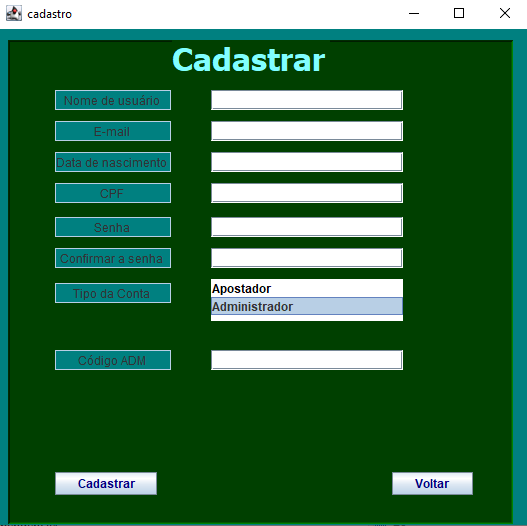 cadastro
Cadastrar
Nome de usuário
E-mail
Data de nascimento
CPF
Senha
Confirmar a senha
Tipo da Conta
Apostador
Administrador
Código ADM
Cadastrar
Voltar